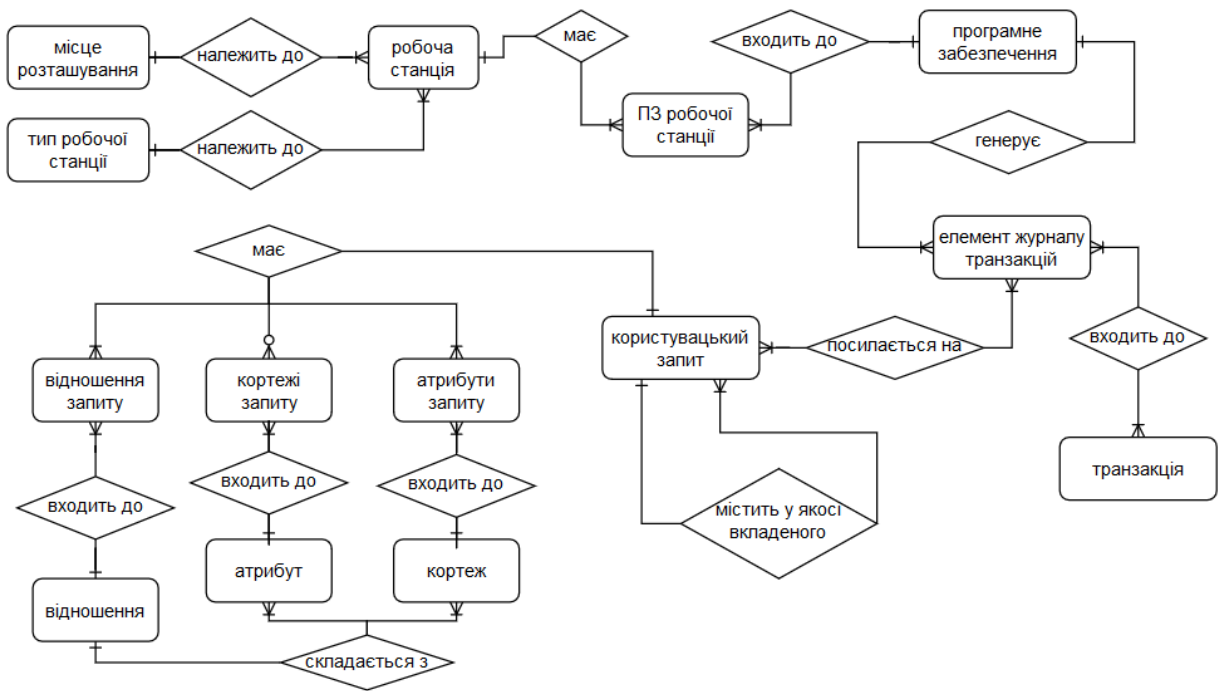 місце
розташування
належить до
робоча
станція
має
входить до
програмне
забезпечення
тип робочої
станції
належить до
ПЗ робочої
станції
генерує
має
елемент журналу
транзакцій
користувацький
запит
посилається на
входить до
відношення
запиту
кортежі
запиту
атрибути
запиту
транзакція
входить до
входить до
входить до
містить у якості
вкладеного
відношення
атрибут
кортеж
складається з